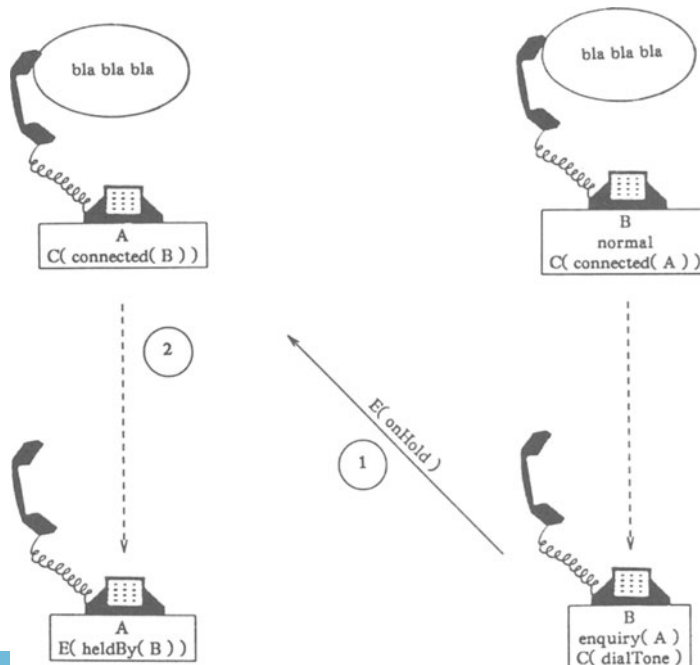 bla bla bla
bla bla bla
A
C( connected( B ) )
B
normal
C( connected( A ) )
2
E( onHold )
1
A
E( heldBy( B ) )
B
enquiry( A )
C( dialTone )